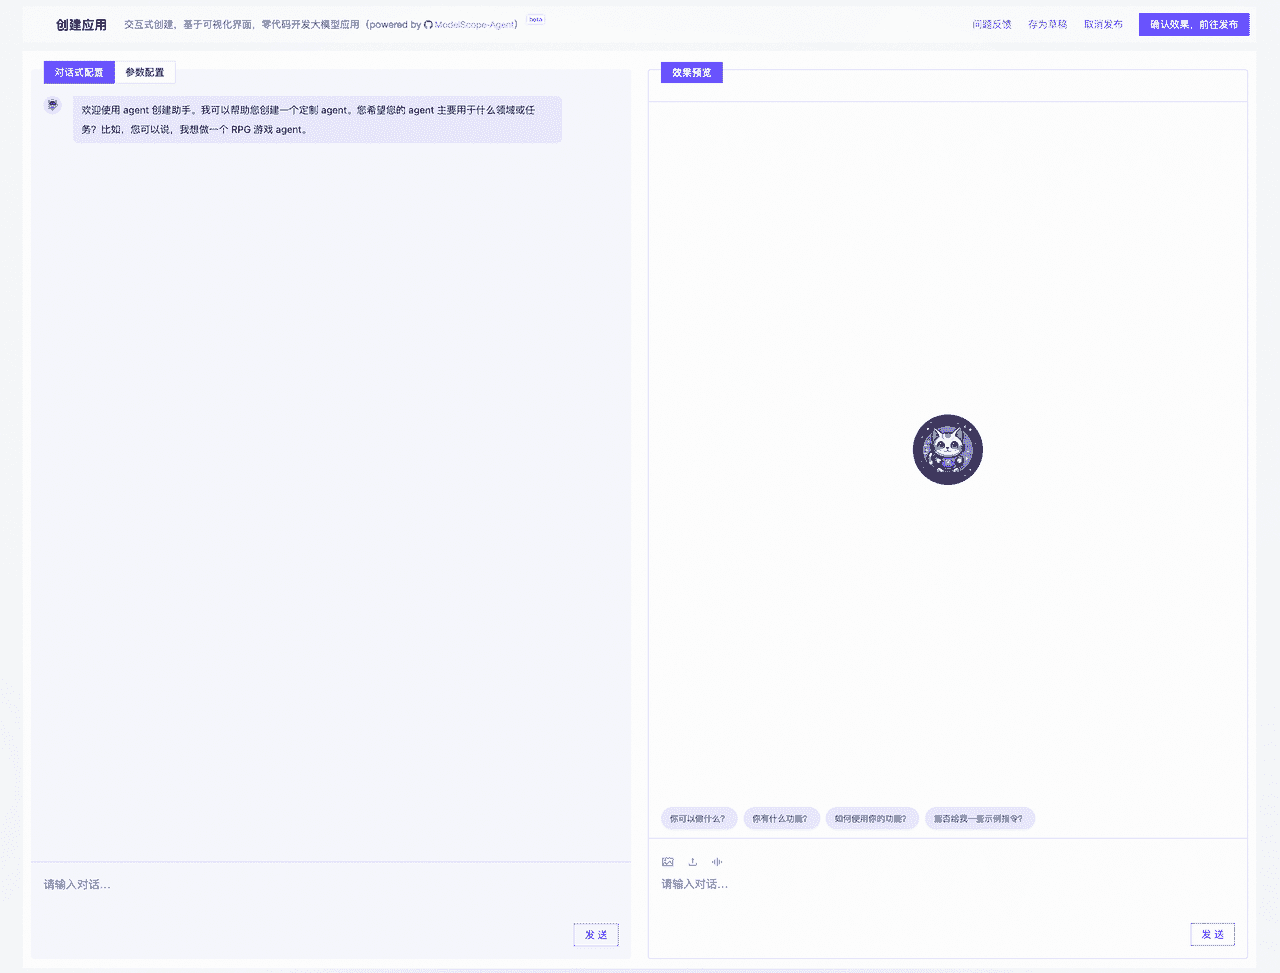 创建应用 交互式创建，基于可视化界面，零代码开发大模型应用 (powered by ModelScope-Agent) beta 问题反馈 存为草稿 取消发布 确认效果，前往发布
对话式配置 参数配置
欢迎使用 agent 创建助手。我可以帮助您创建一个定制 agent。您希望您的 agent 主要用于什么领域或任
务？比如，您可以说，我想做一个 RPG 游戏 agent。
请输入对话...
发 送
效果预览
你可以做什么？ 你有什么功能？ 如何使用你的功能？ 能否给我一些示例指令？
请输入对话...
发 送